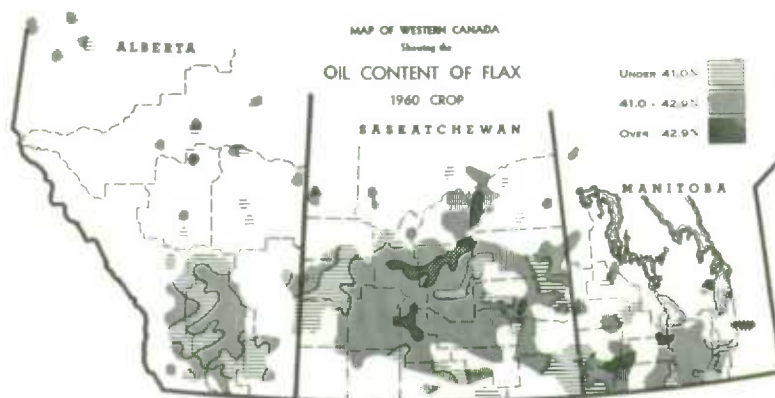 MAP OF WESTERN CANADA
Showing the
OIL CONTENT OF FLAX
1960 CROP
ALBERTA
SASKATCHEWAN
MANITOBA
UNDER 41.0%
41.0 - 42.9%
OVER 42.9%